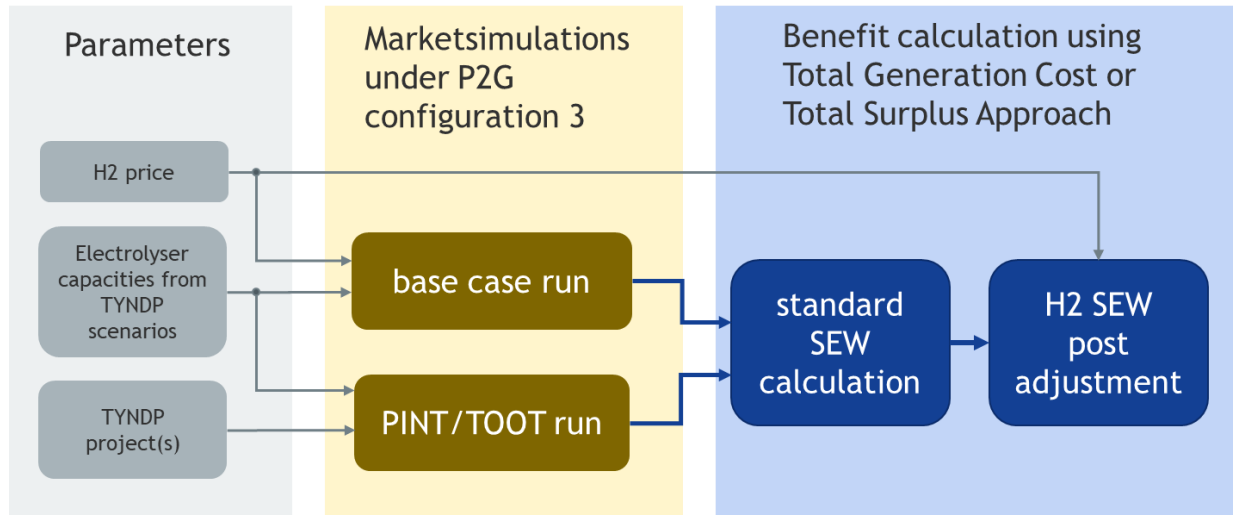 Parameters
H2 price
Electrolyser
capacities from
TYNDP
scenarios
TYNDP
project(s)
Marketsimulations
under P2G
configuration 3
base case run
PINT/TOOT run
Benefit calculation using
Total Generation Cost or
Total Surplus Approach
standard
SEW
calculation
H2 SEW
post
adjustment